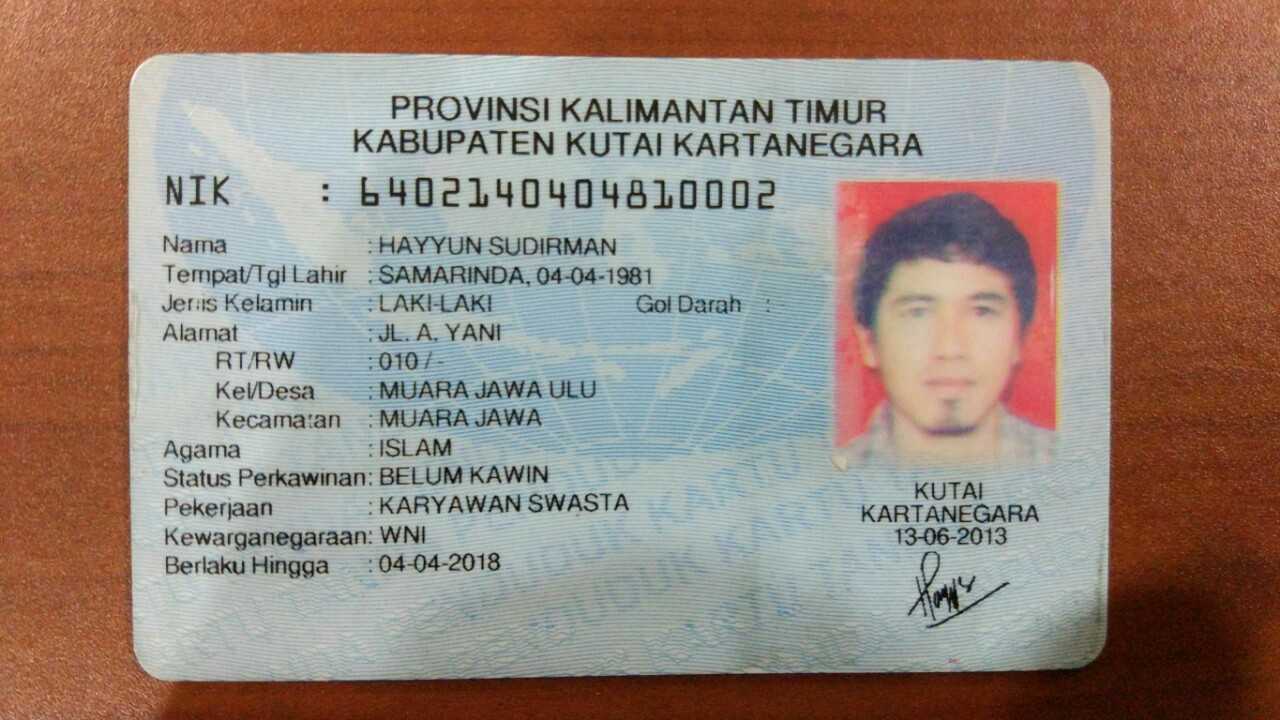 PROVINSI KALIMANTAN TIMUR
KABUPATEN KUTAI KARTANEGARA
NIK : 6402140404810002
Nama : HAYYUN SUDIRMAN
Tempat/Tgl Lahir : SAMARINDA, 04-04-1981
Jenis Kelamin : LAKI-LAKI Gol Darah :
Alamat : JL. A. YANI
RT/RW : 010 / -
Kel/Desa : MUARA JAWA ULU
Kecamatan : MUARA JAWA
Agama : ISLAM
Status Perkawinan: BELUM KAWIN
Pekerjaan : KARYAWAN SWASTA
Kewarganegaraan: WNI
Berlaku Hingga : 04-04-2018
KUTAI
KARTANEGARA
13-06-2013